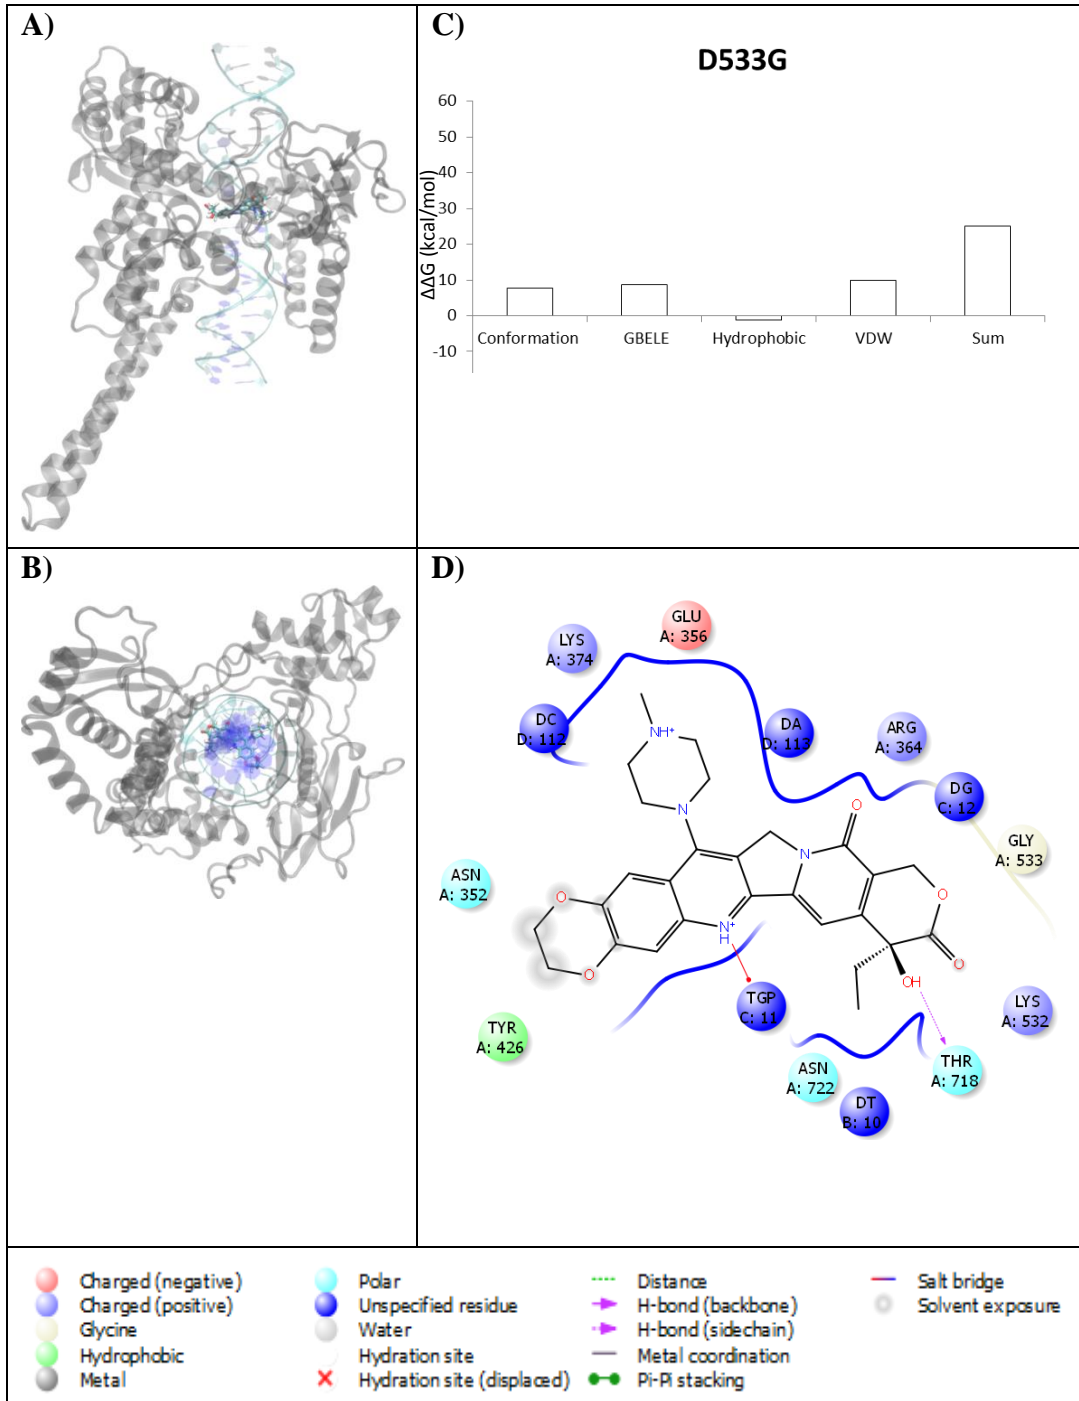 A)
C)
D533G
60
50
40
30
20
10
0
-10
ΔΔG (kcal/mol)
Conformation GBELE Hydrophobic VDW Sum
B)
D)
GLU
A: 356
LYS
A: 374
DC
D: 112
DA
D: 113
ARG
A: 364
DG
C: 12
GLY
A: 533
NH+
N
N
O
O
O
ASN
A: 352
O
O
N+
H
OH
TGP
C: 11
LYS
A: 532
TYR
A: 426
ASN
A: 722
THR
A: 718
DT
B: 10
Charged (negative) Polar Distance Salt bridge
Charged (positive) Unspecified residue H-bond (backbone) Solvent exposure
Glycine Water H-bond (sidechain)
Hydrophobic Hydration site Metal coordination
Metal Hydration site (displaced) Pi-Pi stacking